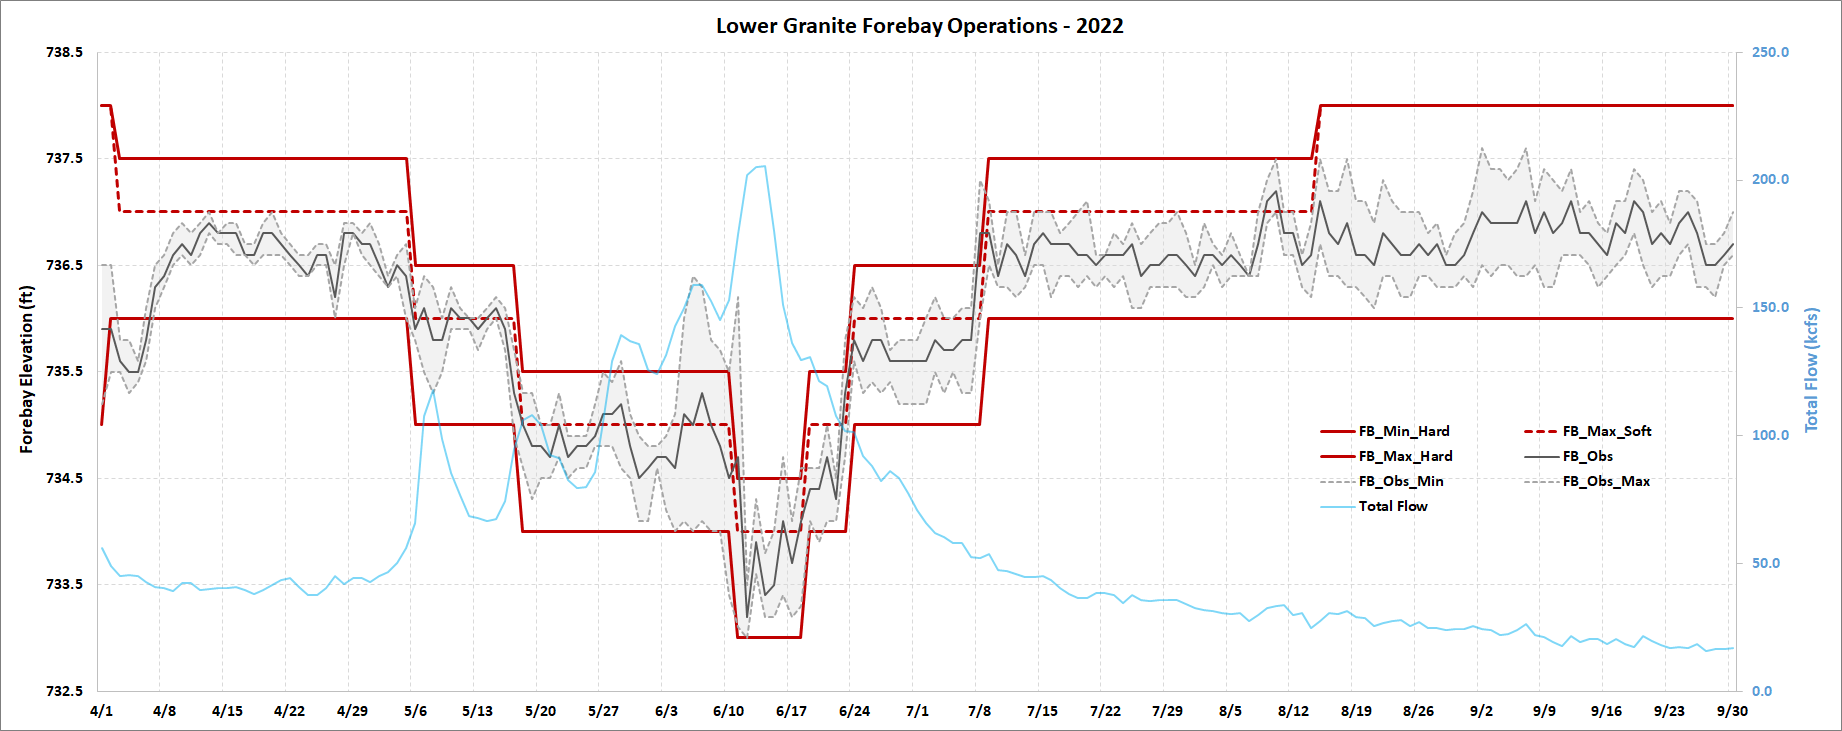 Lower Granite Forebay Operations - 2022
738.5
737.5
736.5
735.5
734.5
733.5
732.5
Forebay Elevation (ft)
250.0
200.0
150.0
100.0
50.0
0.0
Total Flow (kcfs)
FB_Min_Hard
FB_Max_Soft
FB_Max_Hard
FB_Obs
FB_Obs_Min
FB_Obs_Max
Total Flow
4/1 4/8 4/15 4/22 4/29 5/6 5/13 5/20 5/27 6/3 6/10 6/17 6/24 7/1 7/8 7/15 7/22 7/29 8/5 8/12 8/19 8/26 9/2 9/9 9/16 9/23 9/30